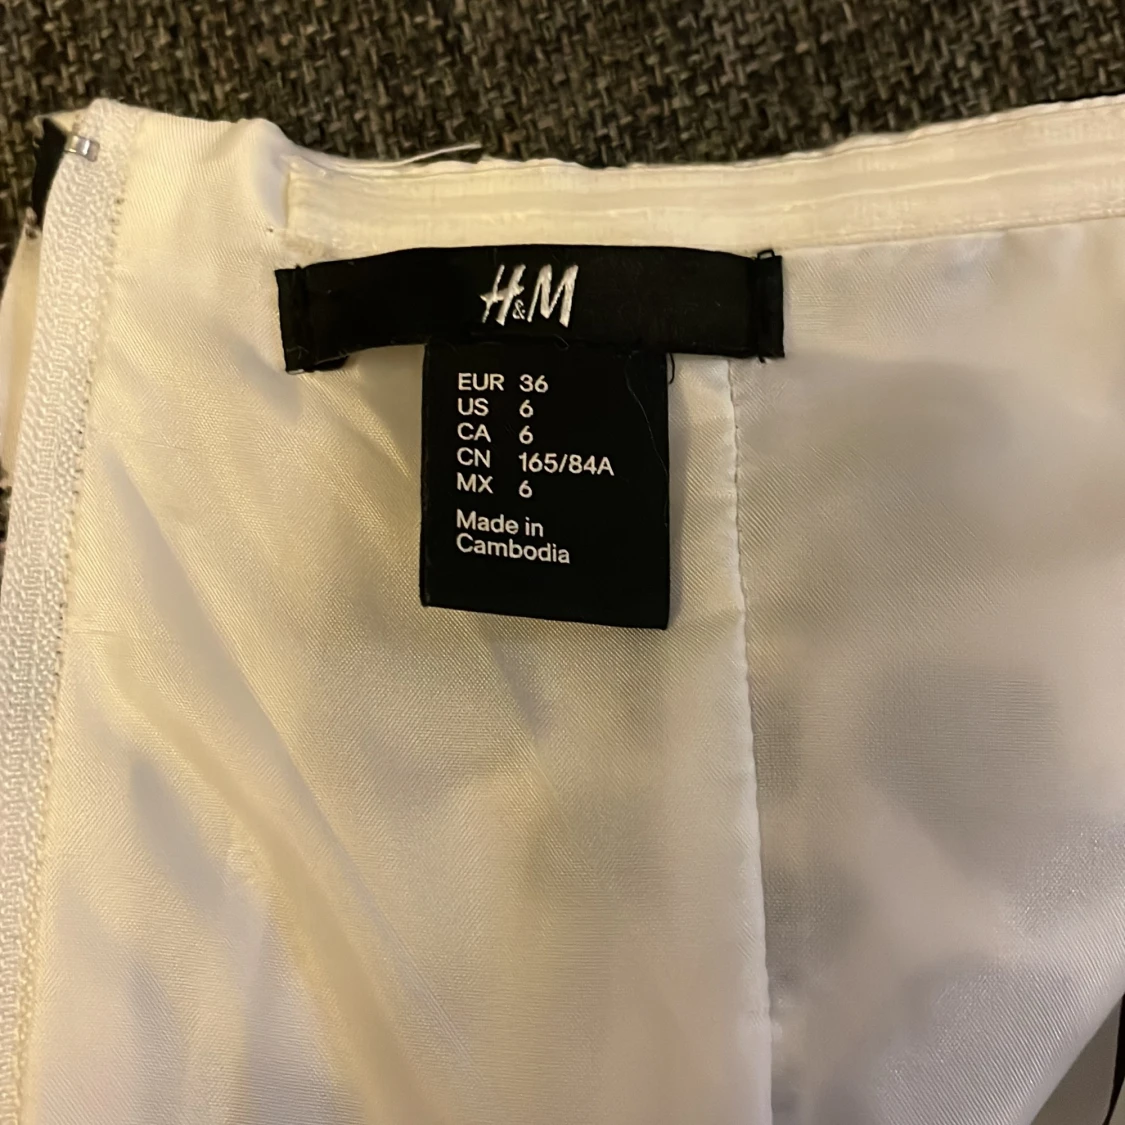 H&M
EUR 36
US 6
CA 6
CN 165/84A
MX 6
Made in
Cambodia